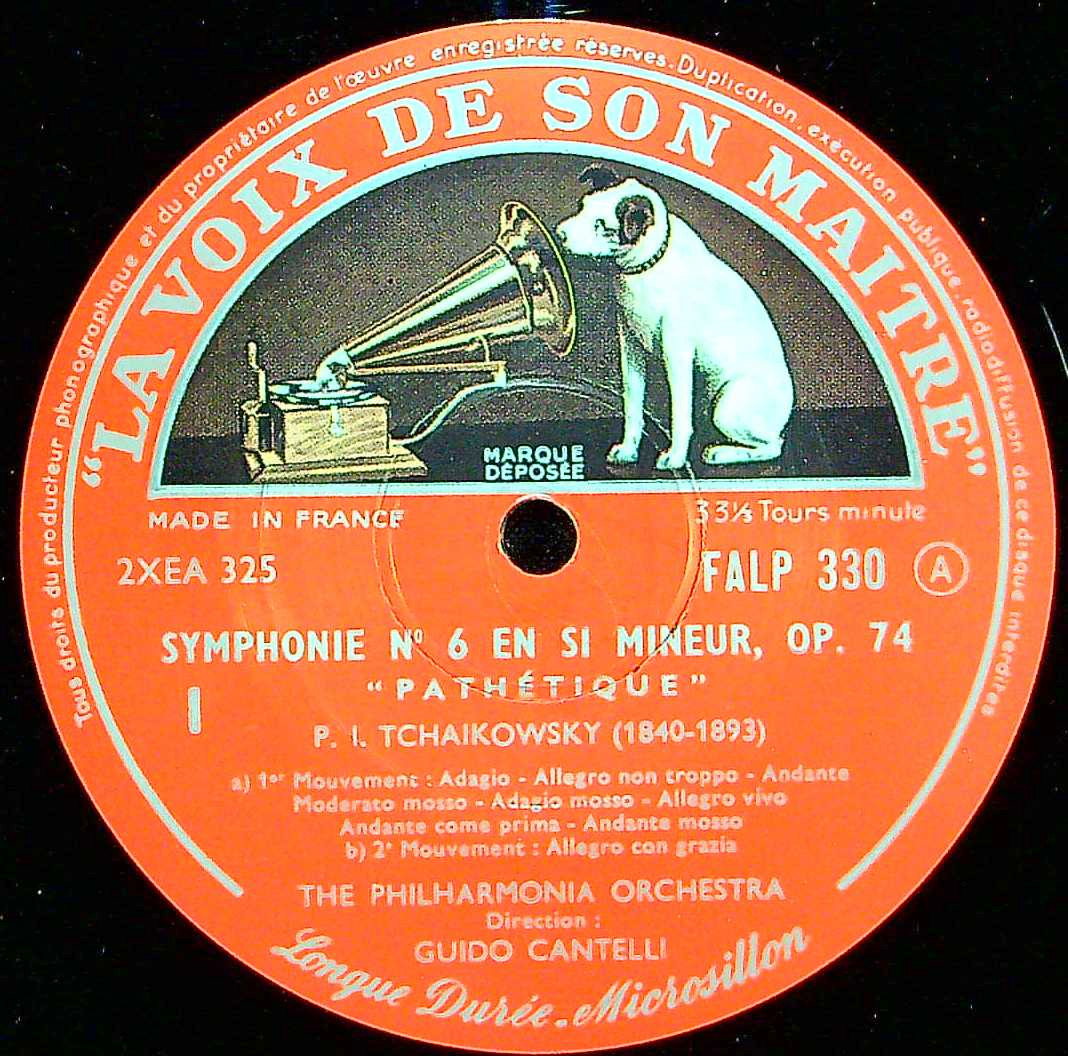 Tous droits du producteur phonographique et du propriétaire de l'œuvre enregistrée réservés. Duplication, exécution publique, radiodiffusion de ce disque interdites
"LA VOIX DE SON MAITRE"
MARQUE
DÉPOSÉE
MADE IN FRANCE
33⅓ Tours minute
2XEA 325
FALP 330 A
SYMPHONIE Nº 6 EN SI MINEUR, OP. 74
I
"PATHÉTIQUE"
P. I. TCHAIKOWSKY (1840-1893)
a) 1er Mouvement : Adagio - Allegro non troppo - Andante
Moderato mosso - Adagio mosso - Allegro vivo
Andante come prima - Andante mosso
b) 2e Mouvement : Allegro con grazia
THE PHILHARMONIA ORCHESTRA
Direction :
GUIDO CANTELLI
Longue Durée - Microsillon